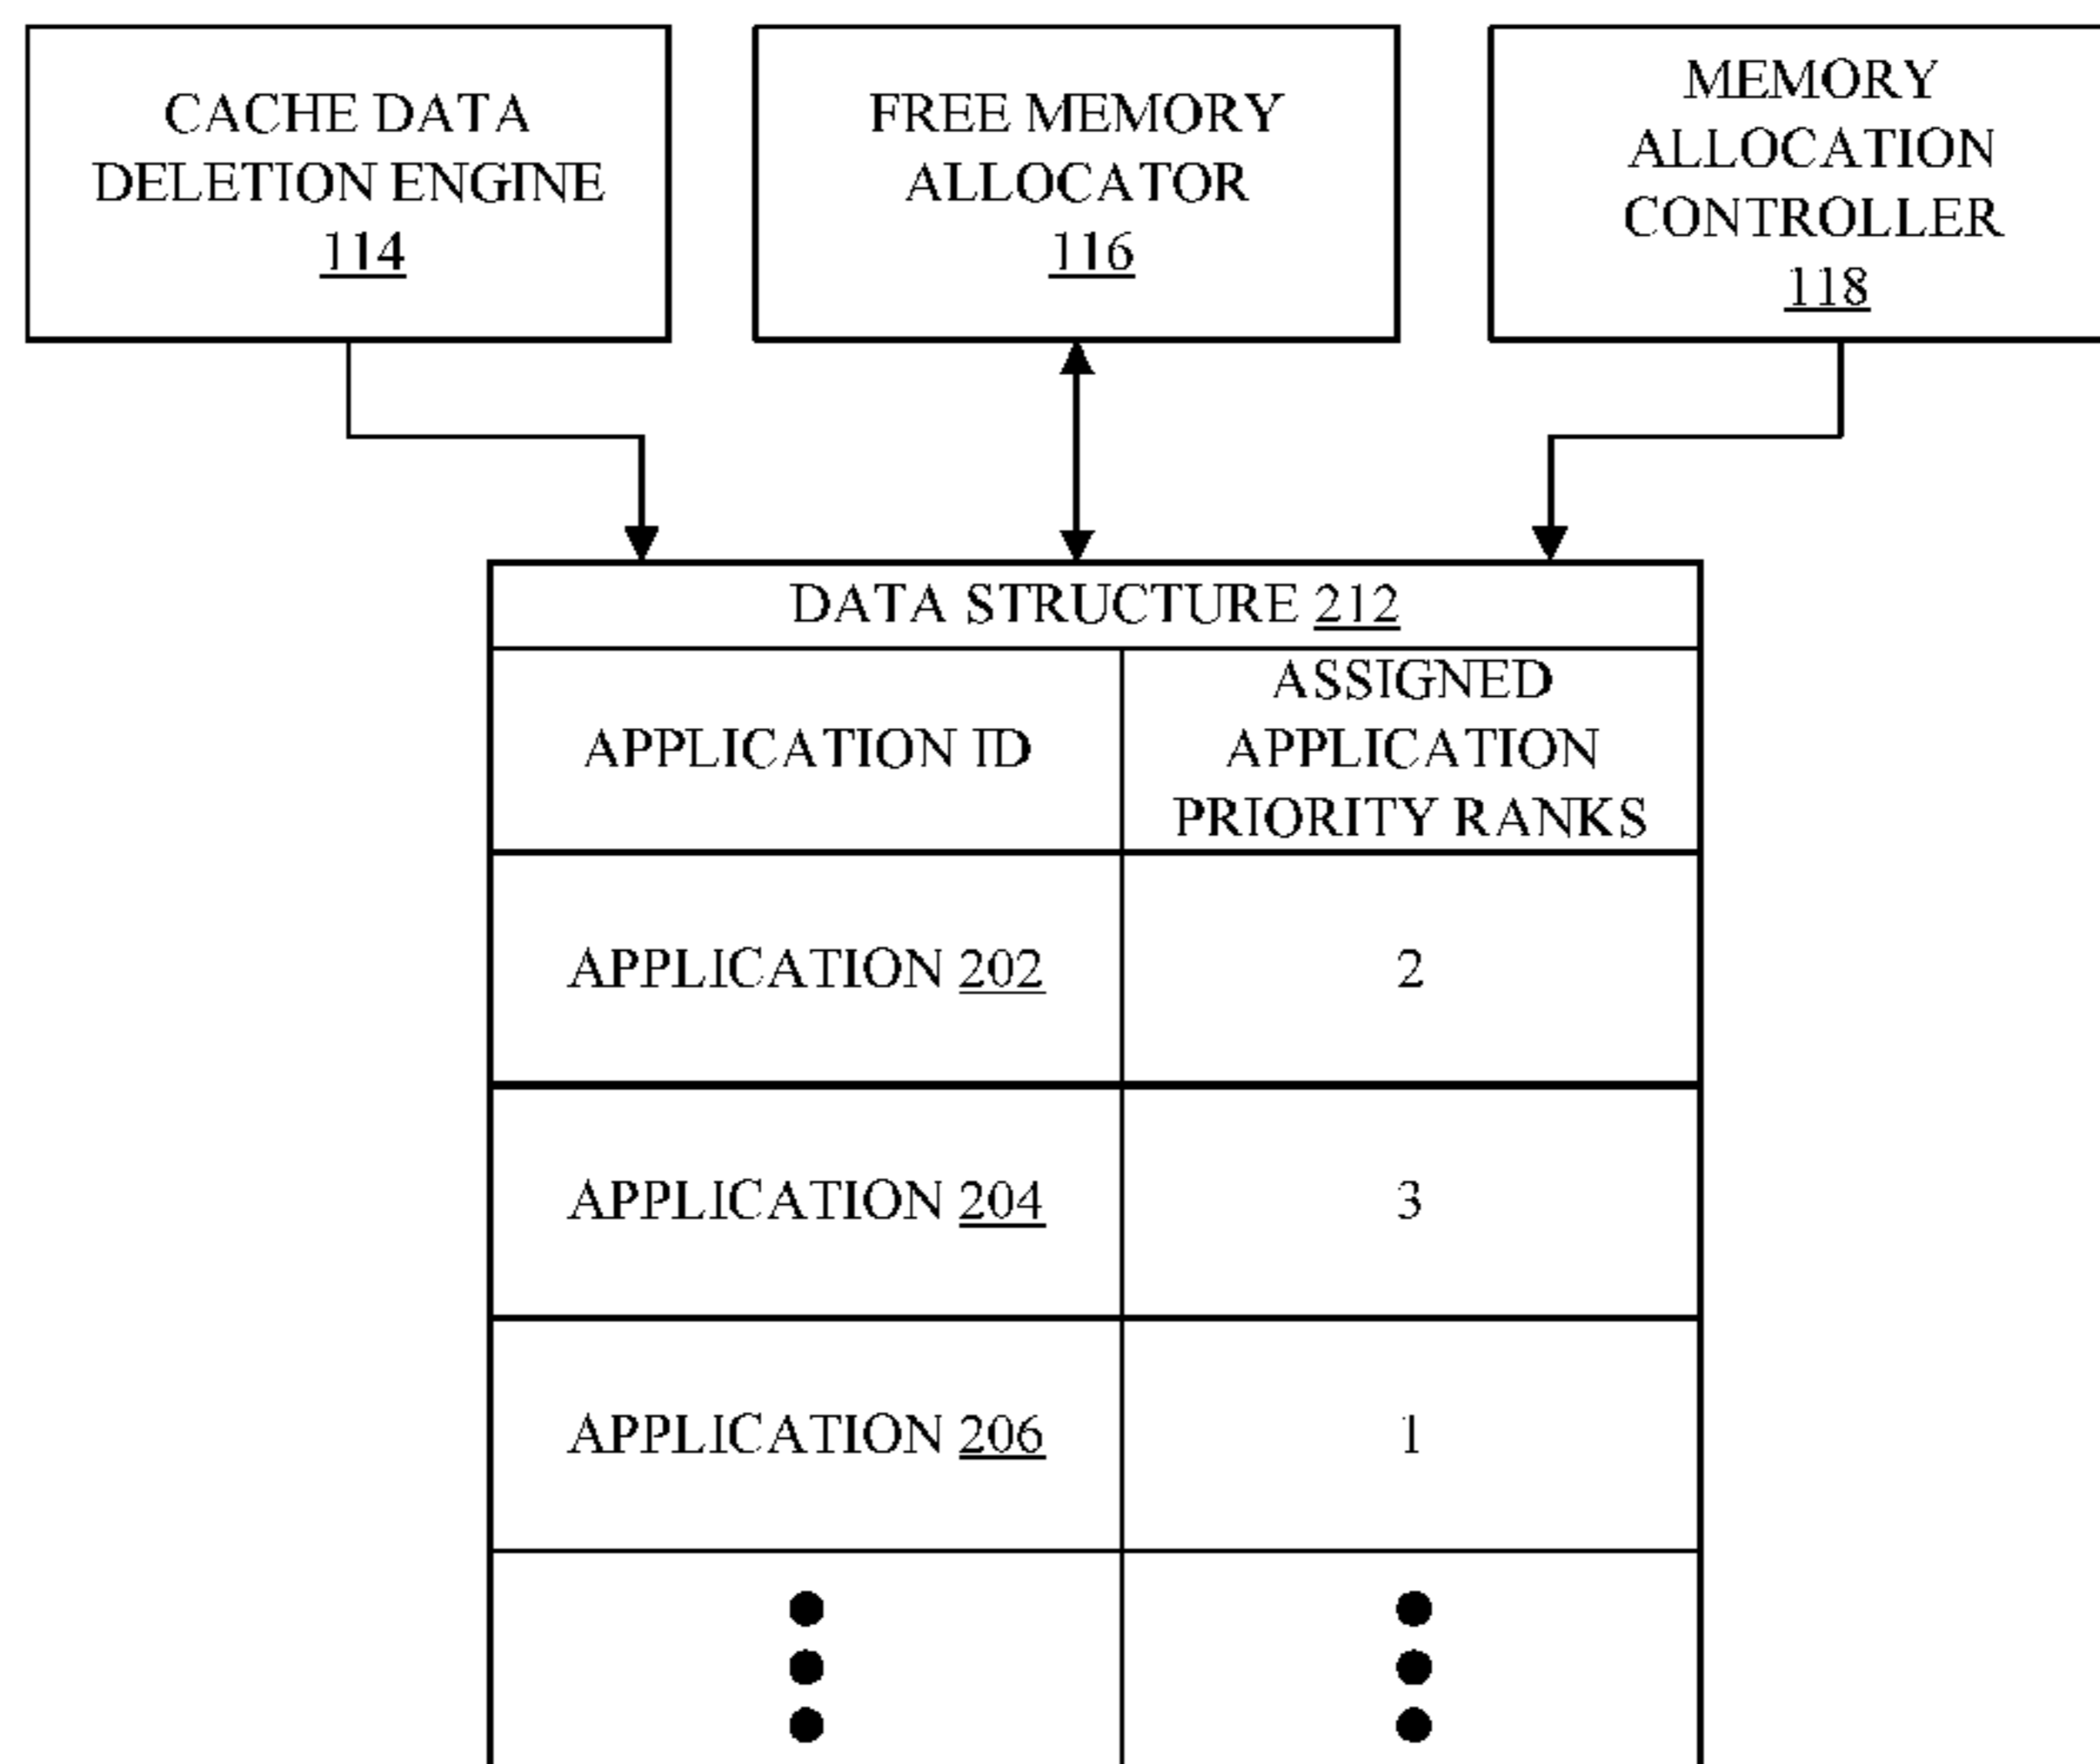 CACHE DATA
DELETION ENGINE
114
FREE MEMORY
ALLOCATOR
116
MEMORY
ALLOCATION
CONTROLLER
118
DATA STRUCTURE 212
APPLICATION ID
ASSIGNED
APPLICATION
PRIORITY RANKS
APPLICATION 202
2
APPLICATION 204
3
APPLICATION 206
1